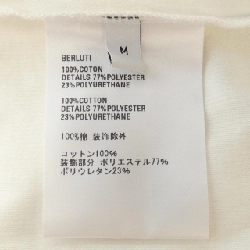 M
BERLUTI
100%COTON
DETAILS 77%POLYESTER
23%POLYURETHANE
100%COTTON
DETAILS 77%POLYESTER
23%POLYURETHANE
100%棉 装饰除外
コットン100%
装飾部分 ポリエステル77%
ポリウレタン23%